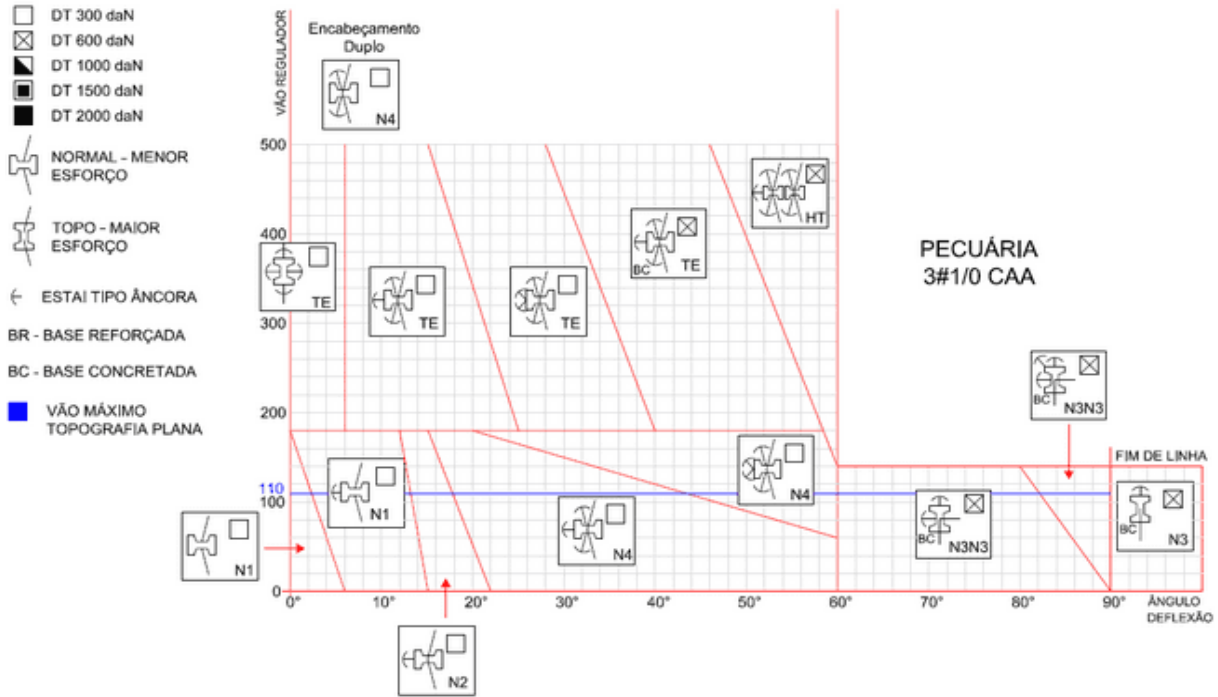 DT 300 daN
DT 600 daN
DT 1000 daN
DT 1500 daN
DT 2000 daN
NORMAL - MENOR
ESFORÇO
TOPO - MAIOR
ESFORÇO
ESTAI TIPO ÂNCORA
BR - BASE REFORÇADA
BC - BASE CONCRETADA
VÃO MÁXIMO
TOPOGRAFIA PLANA
VÃO REGULADOR
Encabeçamento
Duplo
N4
500
400
300
200
110
100
0
TE
TE
TE
BC TE
HT
PECUÁRIA
3#1/0 CAA
BC
N3N3
FIM DE LINHA
N1
N1
N4
N4
BC N3N3
BC N3
N2
0° 10° 20° 30° 40° 50° 60° 70° 80° 90°
ÂNGULO
DEFLEXÃO